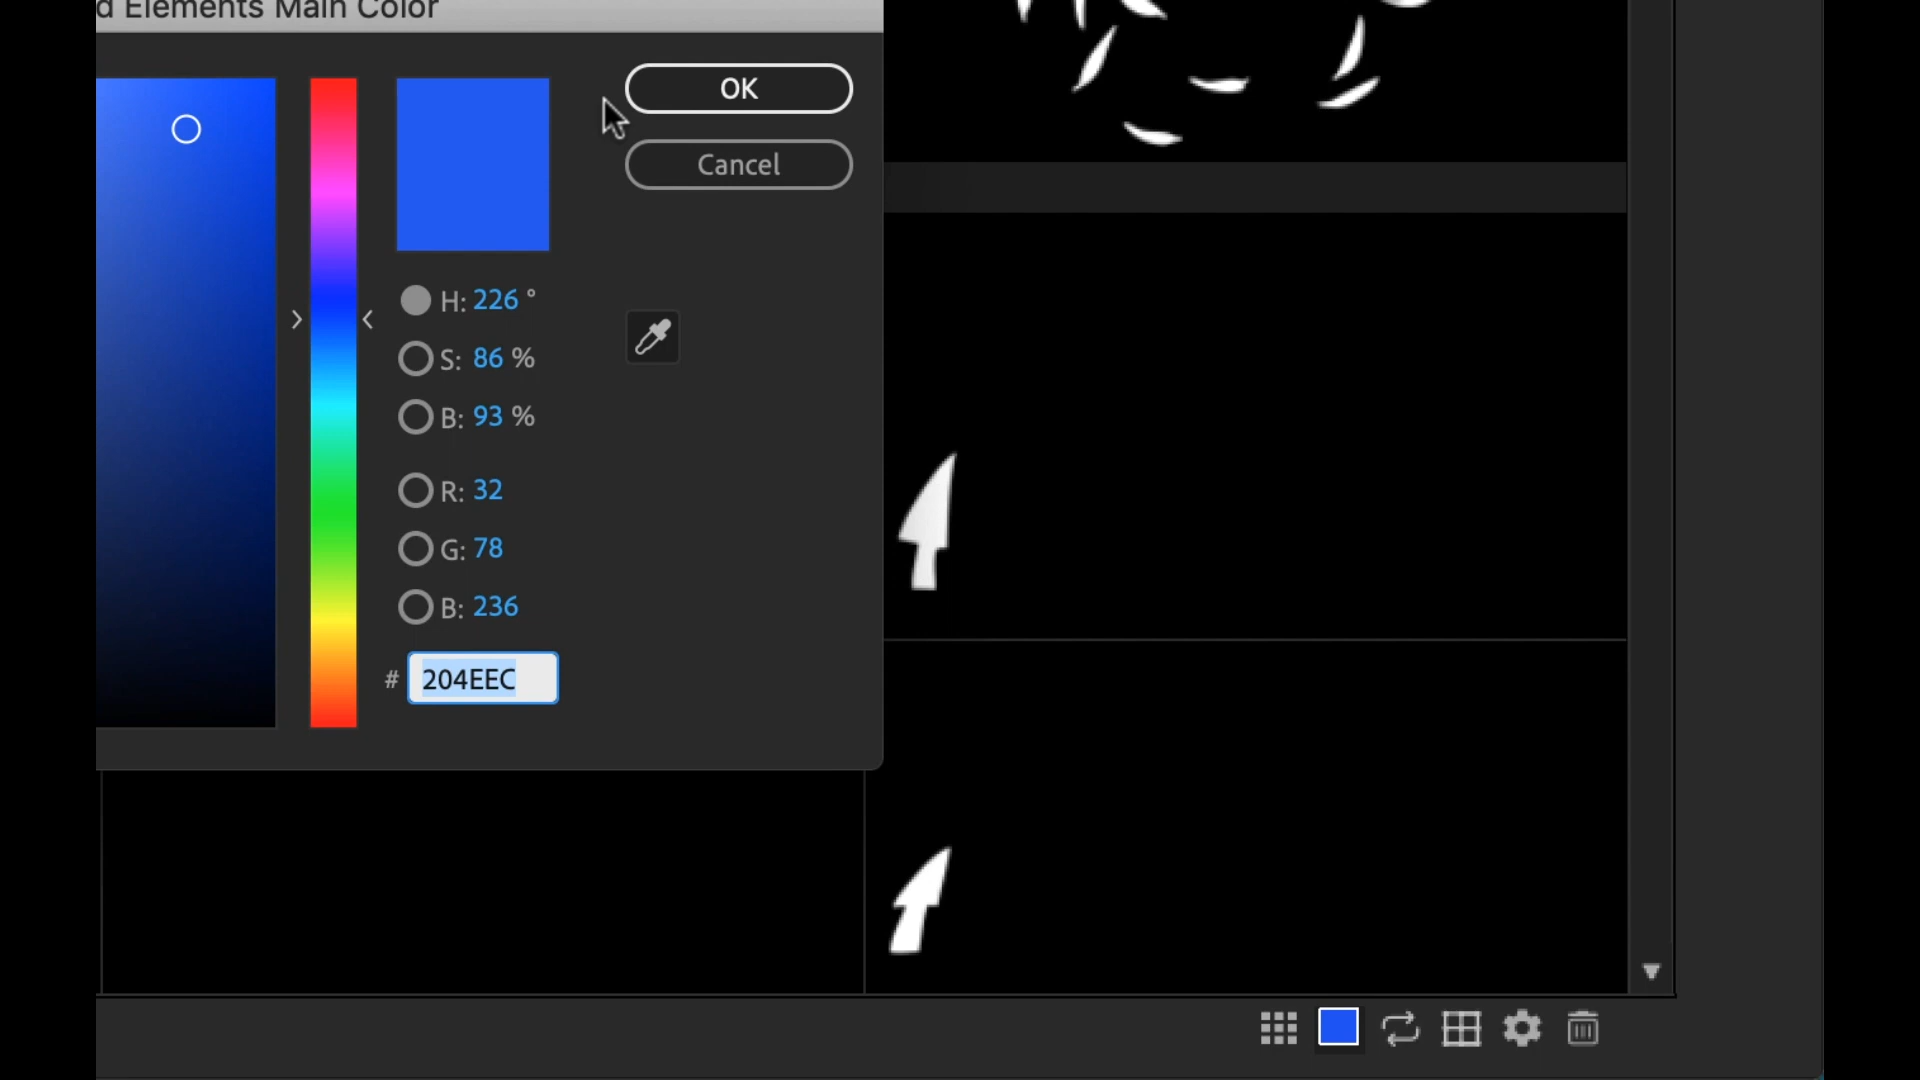 d Elements Main Color
OK
Cancel
H: 226 °
S: 86 %
B: 93 %
R: 32
G: 78
B: 236
# 204EEC